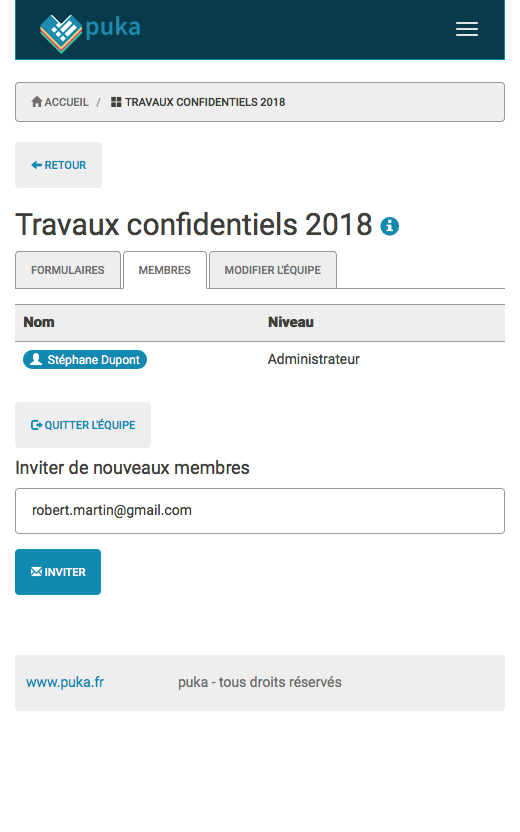 puka
ACCUEIL / TRAVAUX CONFIDENTIELS 2018
RETOUR
Travaux confidentiels 2018
FORMULAIRES MEMBRES MODIFIER L'ÉQUIPE
Nom Niveau
Stéphane Dupont Administrateur
QUITTER L'ÉQUIPE
Inviter de nouveaux membres
robert.martin@gmail.com
INVITER
www.puka.fr puka - tous droits réservés